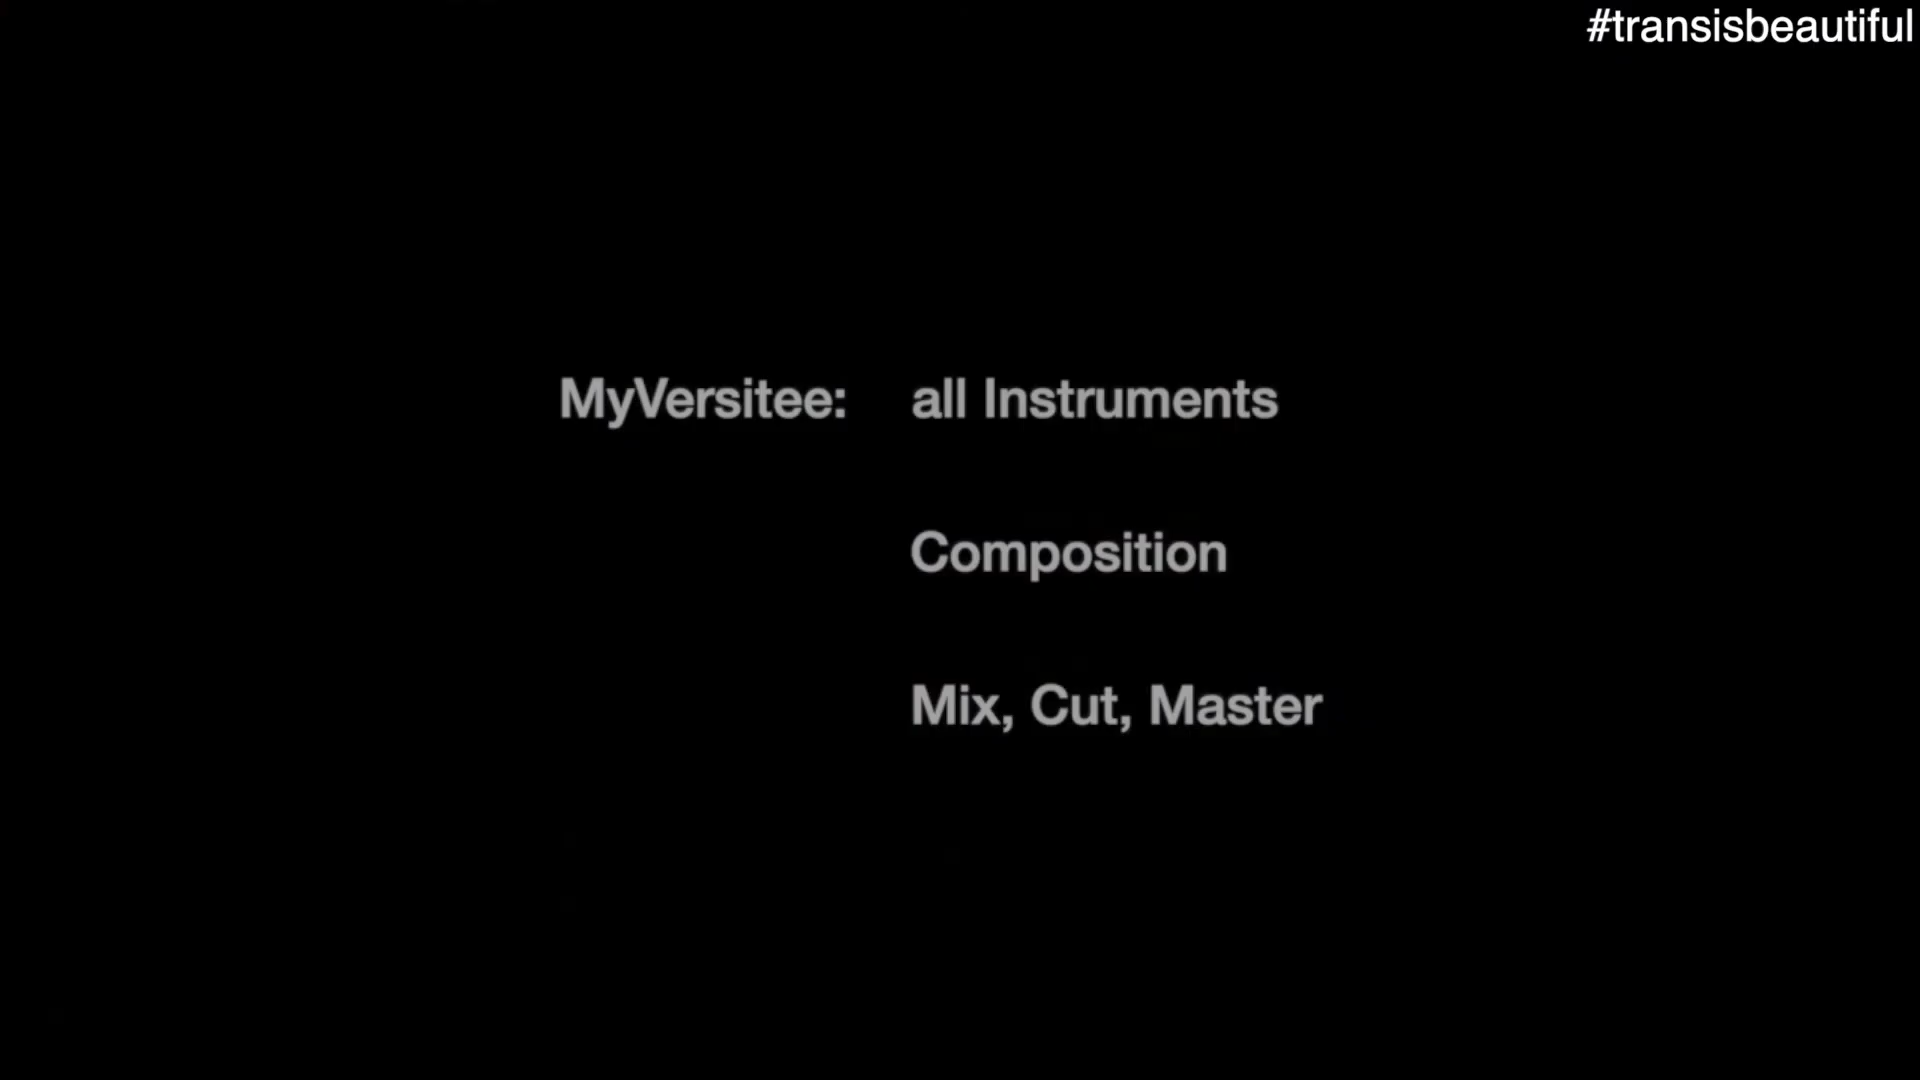 #transisbeautiful
MyVersitee: all Instruments
Composition
Mix, Cut, Master